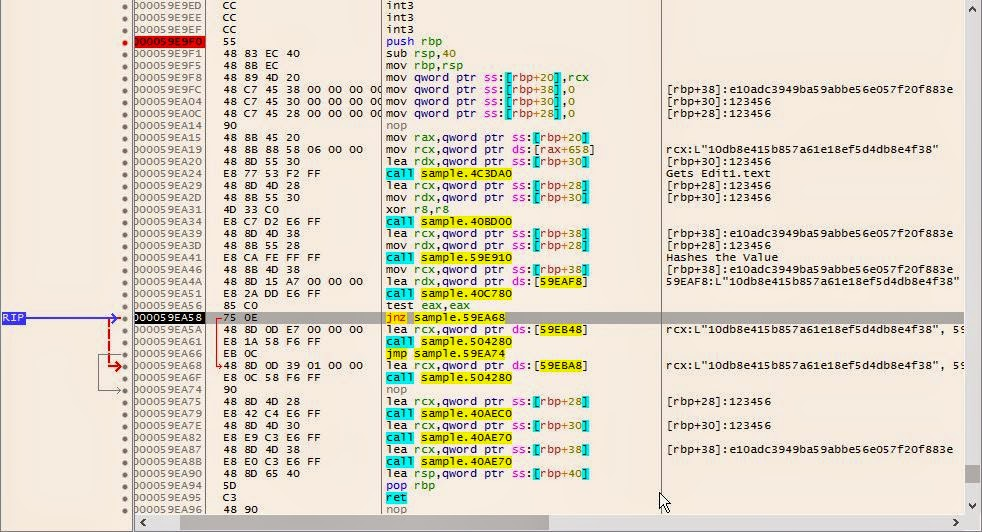 00059E9ED CC int3
00059E9EE CC int3
00059E9EF CC int3
00059E9F0 55 push rbp
00059E9F1 48 83 EC 40 sub rsp,40
00059E9F5 48 8B EC mov rbp,rsp
00059E9F8 48 89 4D 20 mov qword ptr ss:[rbp+20],rcx
00059E9FC 48 C7 45 38 00 00 00 00 mov qword ptr ss:[rbp+38],0 [rbp+38]:e10adc3949ba59abbe56e057f20f883e
00059EA04 48 C7 45 30 00 00 00 00 mov qword ptr ss:[rbp+30],0 [rbp+30]:123456
00059EA0C 48 C7 45 28 00 00 00 00 mov qword ptr ss:[rbp+28],0 [rbp+28]:123456
00059EA14 90 nop
00059EA15 48 8B 45 20 mov rax,qword ptr ss:[rbp+20]
00059EA19 48 8B 88 58 06 00 00 mov rcx,qword ptr ds:[rax+658] rcx:L"10db8e415b857a61e18ef5d4db8e4f38"
00059EA20 48 8D 55 30 lea rdx,qword ptr ss:[rbp+30] [rbp+30]:123456
00059EA24 E8 77 53 F2 FF call sample.4C3DA0 Gets Edit1.text
00059EA29 48 8D 4D 28 lea rcx,qword ptr ss:[rbp+28] [rbp+28]:123456
00059EA2D 48 8B 55 30 mov rdx,qword ptr ss:[rbp+30] [rbp+30]:123456
00059EA31 4D 33 C0 xor r8,r8
00059EA34 E8 C7 D2 E6 FF call sample.40BD00
00059EA39 48 8D 4D 38 lea rcx,qword ptr ss:[rbp+38] [rbp+38]:e10adc3949ba59abbe56e057f20f883e
00059EA3D 48 8B 55 28 mov rdx,qword ptr ss:[rbp+28] [rbp+28]:123456
00059EA41 E8 CA FE FF FF call sample.59E910 Hashes the Value
00059EA46 48 8B 4D 38 mov rcx,qword ptr ss:[rbp+38] [rbp+38]:e10adc3949ba59abbe56e057f20f883e
00059EA4A 48 8D 15 A7 00 00 00 lea rdx,qword ptr ds:[59EAF8] 59EAF8:L"10db8e415b857a61e18ef5d4db8e4f38"
00059EA51 E8 2A DD E6 FF call sample.40C780
00059EA56 85 C0 test eax,eax
RIP 00059EA58 75 0E jnz sample.59EA68
00059EA5A 48 8D 0D E7 00 00 00 lea rcx,qword ptr ds:[59EB48] rcx:L"10db8e415b857a61e18ef5d4db8e4f38", 59
00059EA61 E8 1A 58 F6 FF call sample.504280
00059EA66 EB 0C jmp sample.59EA74
00059EA68 48 8D 0D 39 01 00 00 lea rcx,qword ptr ds:[59EBA8] rcx:L"10db8e415b857a61e18ef5d4db8e4f38", 59
00059EA6F E8 0C 58 F6 FF call sample.504280
00059EA74 90 nop
00059EA75 48 8D 4D 28 lea rcx,qword ptr ss:[rbp+28] [rbp+28]:123456
00059EA79 E8 42 C4 E6 FF call sample.40AEC0
00059EA7E 48 8D 4D 30 lea rcx,qword ptr ss:[rbp+30] [rbp+30]:123456
00059EA82 E8 E9 C3 E6 FF call sample.40AE70
00059EA87 48 8D 4D 38 lea rcx,qword ptr ss:[rbp+38] [rbp+38]:e10adc3949ba59abbe56e057f20f883e
00059EA8B E8 E0 C3 E6 FF call sample.40AE70
00059EA90 48 8D 65 40 lea rsp,qword ptr ss:[rbp+40]
00059EA94 5D pop rbp
00059EA95 C3 ret
00059EA96 48 90 nop